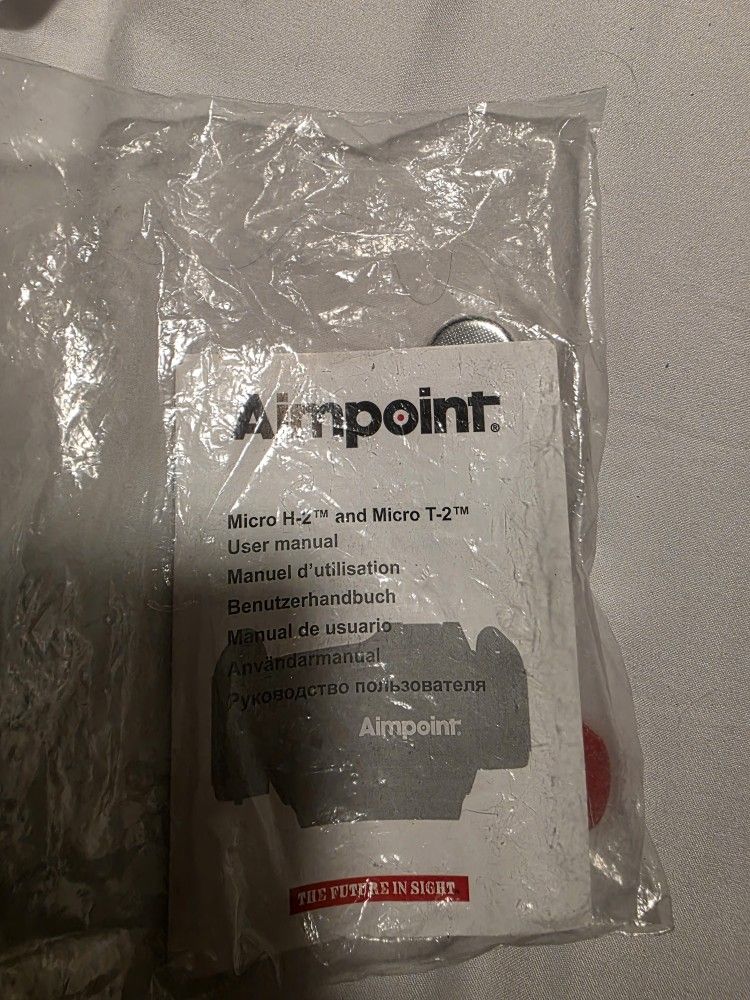 Aimpoint®
Micro H-2™ and Micro T-2™
User manual
Manuel d'utilisation
Benutzerhandbuch
Manual de usuario
Användarmanual
Руководство пользователя
Aimpoint
THE FUTURE IN SIGHT